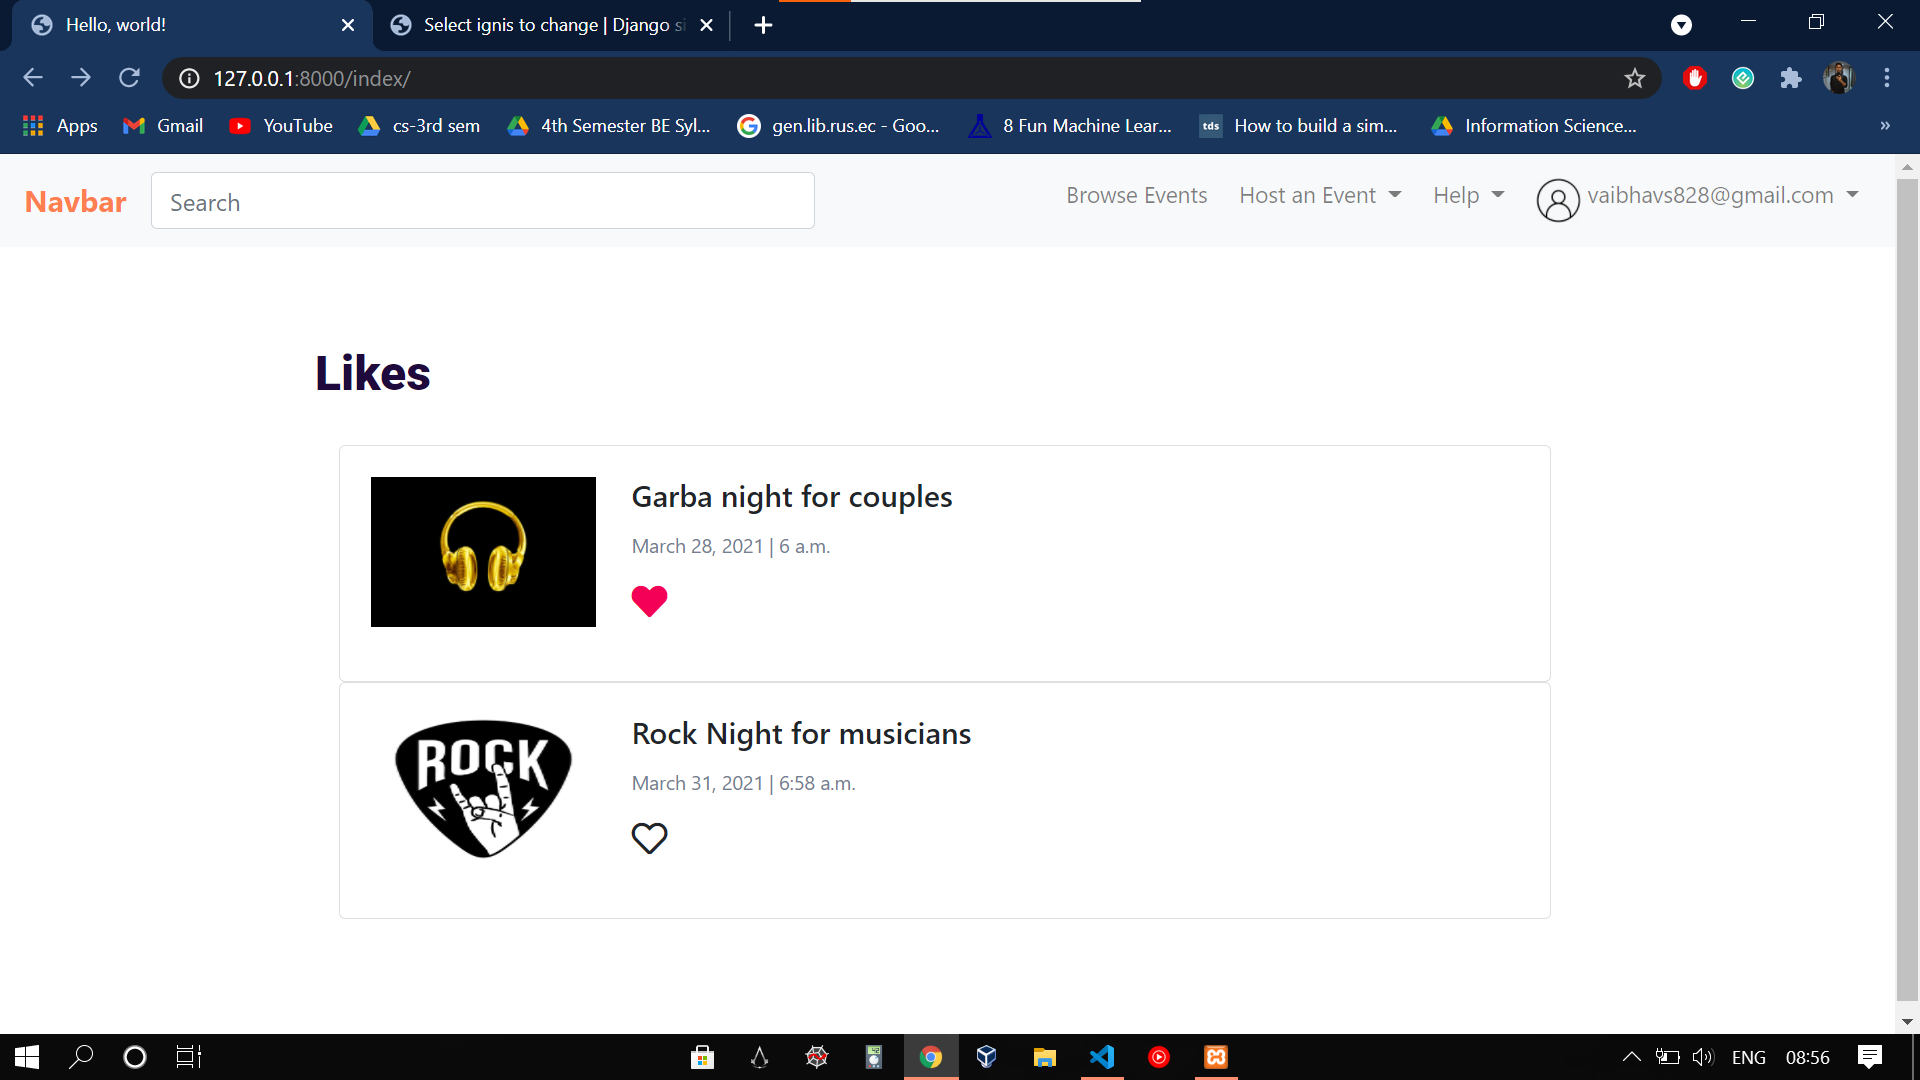 Hello, world!
Select ignis to change | Django si
127.0.0.1:8000/index/
Apps
Gmail
YouTube
cs-3rd sem
4th Semester BE Syl...
gen.lib.rus.ec - Goo...
8 Fun Machine Lear...
tds
How to build a sim...
Information Science...
»
Navbar
Search
Browse Events
Host an Event
Help
vaibhavs828@gmail.com
Likes
Garba night for couples
March 28, 2021 | 6 a.m.
ROCK
Rock Night for musicians
March 31, 2021 | 6:58 a.m.
ENG
08:56